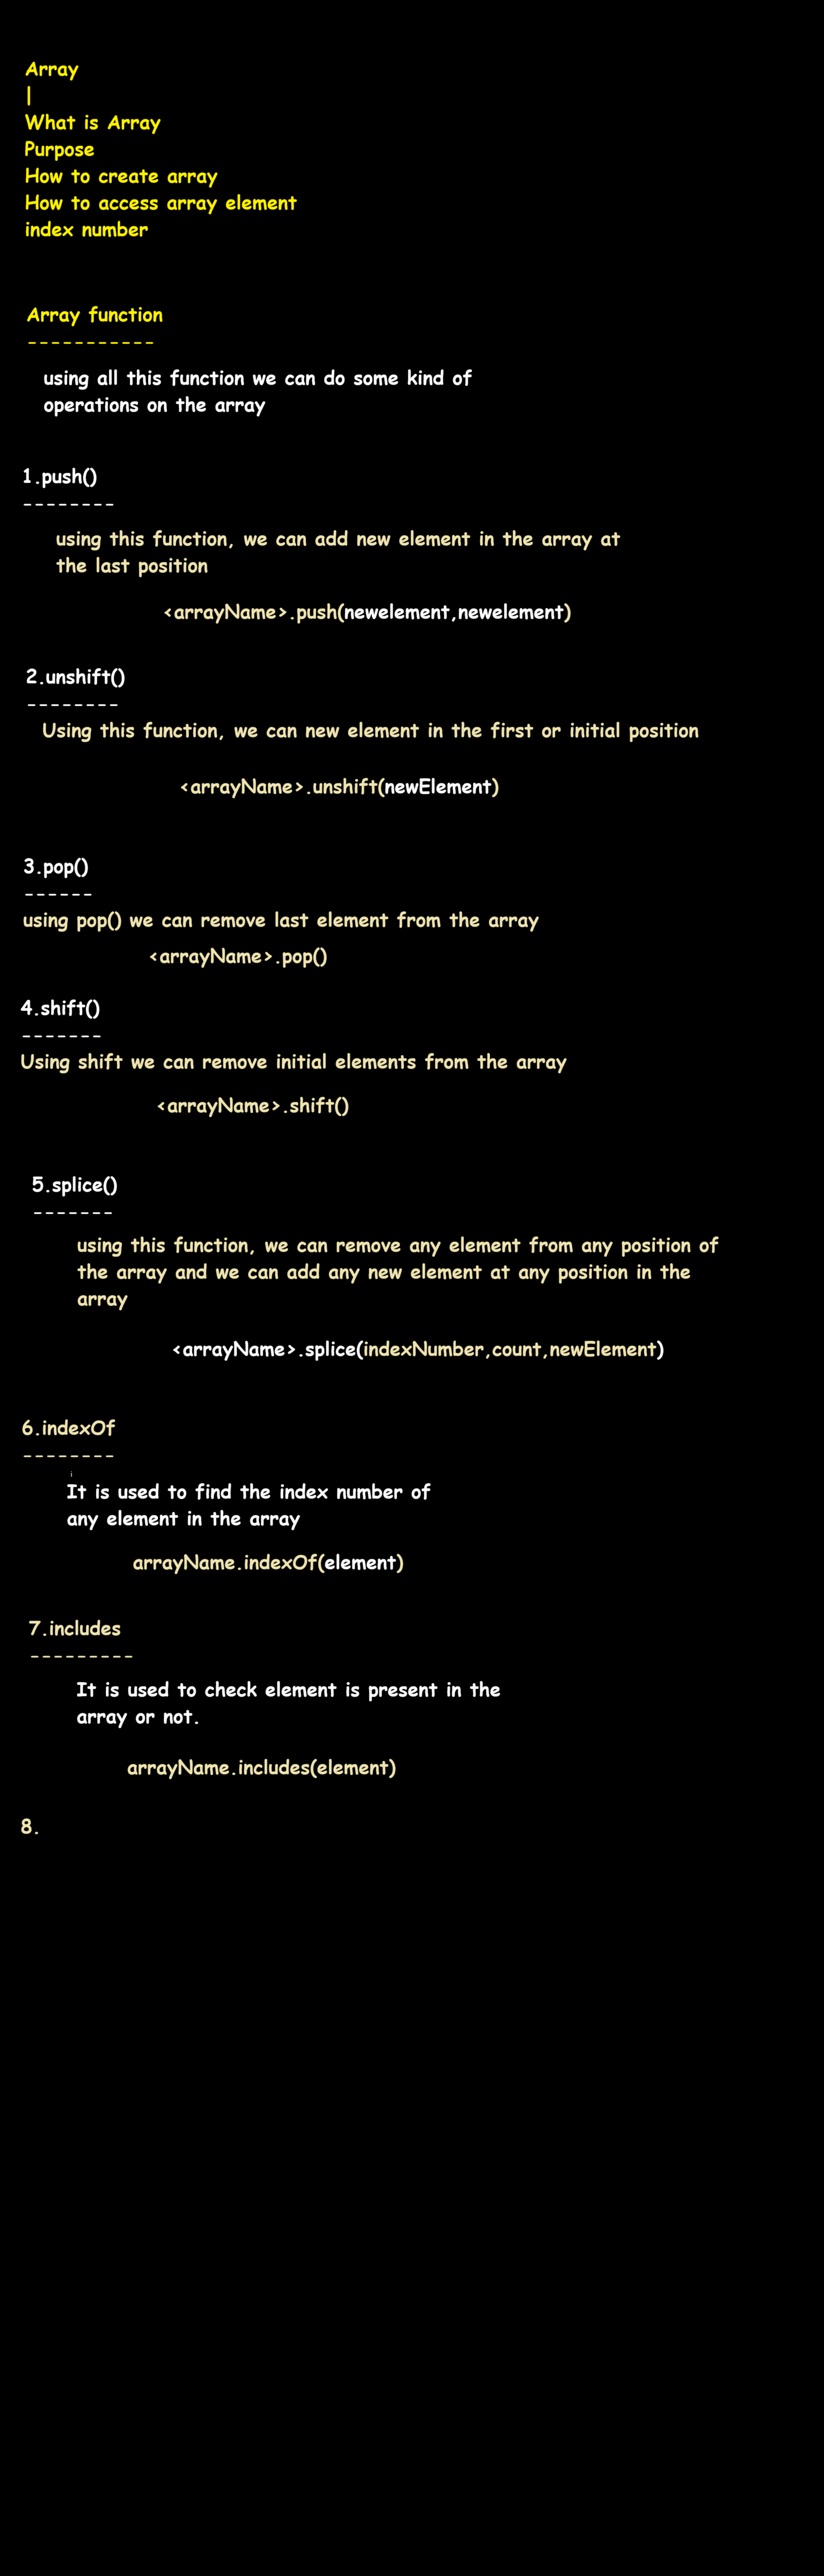 Array
|
What is Array
Purpose
How to create array
How to access array element
index number
Array function
-----------
using all this function we can do some kind of
operations on the array
1.push()
--------
using this function, we can add new element in the array at
the last position
<arrayName>.push(newelement,newelement)
2.unshift()
--------
Using this function, we can new element in the first or initial position
<arrayName>.unshift(newElement)
3.pop()
------
using pop() we can remove last element from the array
<arrayName>.pop()
4.shift()
-------
Using shift we can remove initial elements from the array
<arrayName>.shift()
5.splice()
-------
using this function, we can remove any element from any position of
the array and we can add any new element at any position in the
array
<arrayName>.splice(indexNumber,count,newElement)
6.indexOf
--------
i
It is used to find the index number of
any element in the array
arrayName.indexOf(element)
7.includes
---------
It is used to check element is present in the
array or not.
arrayName.includes(element)
8.